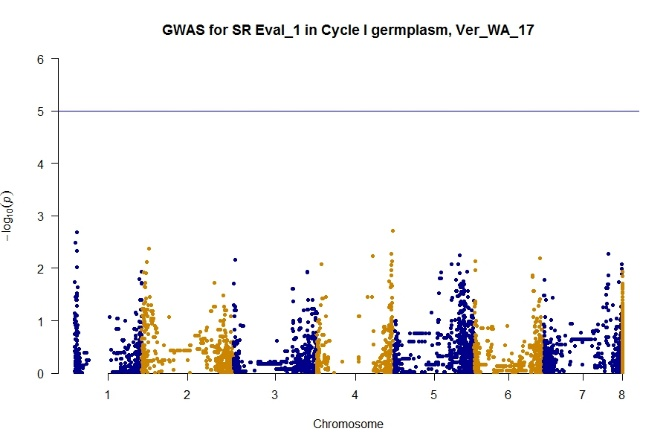 GWAS for SR Eval_1 in Cycle I germplasm, Ver_WA_17
6
5
4
3
2
1
0
−log10(p)
1 2 3 4 5 6 7 8
Chromosome